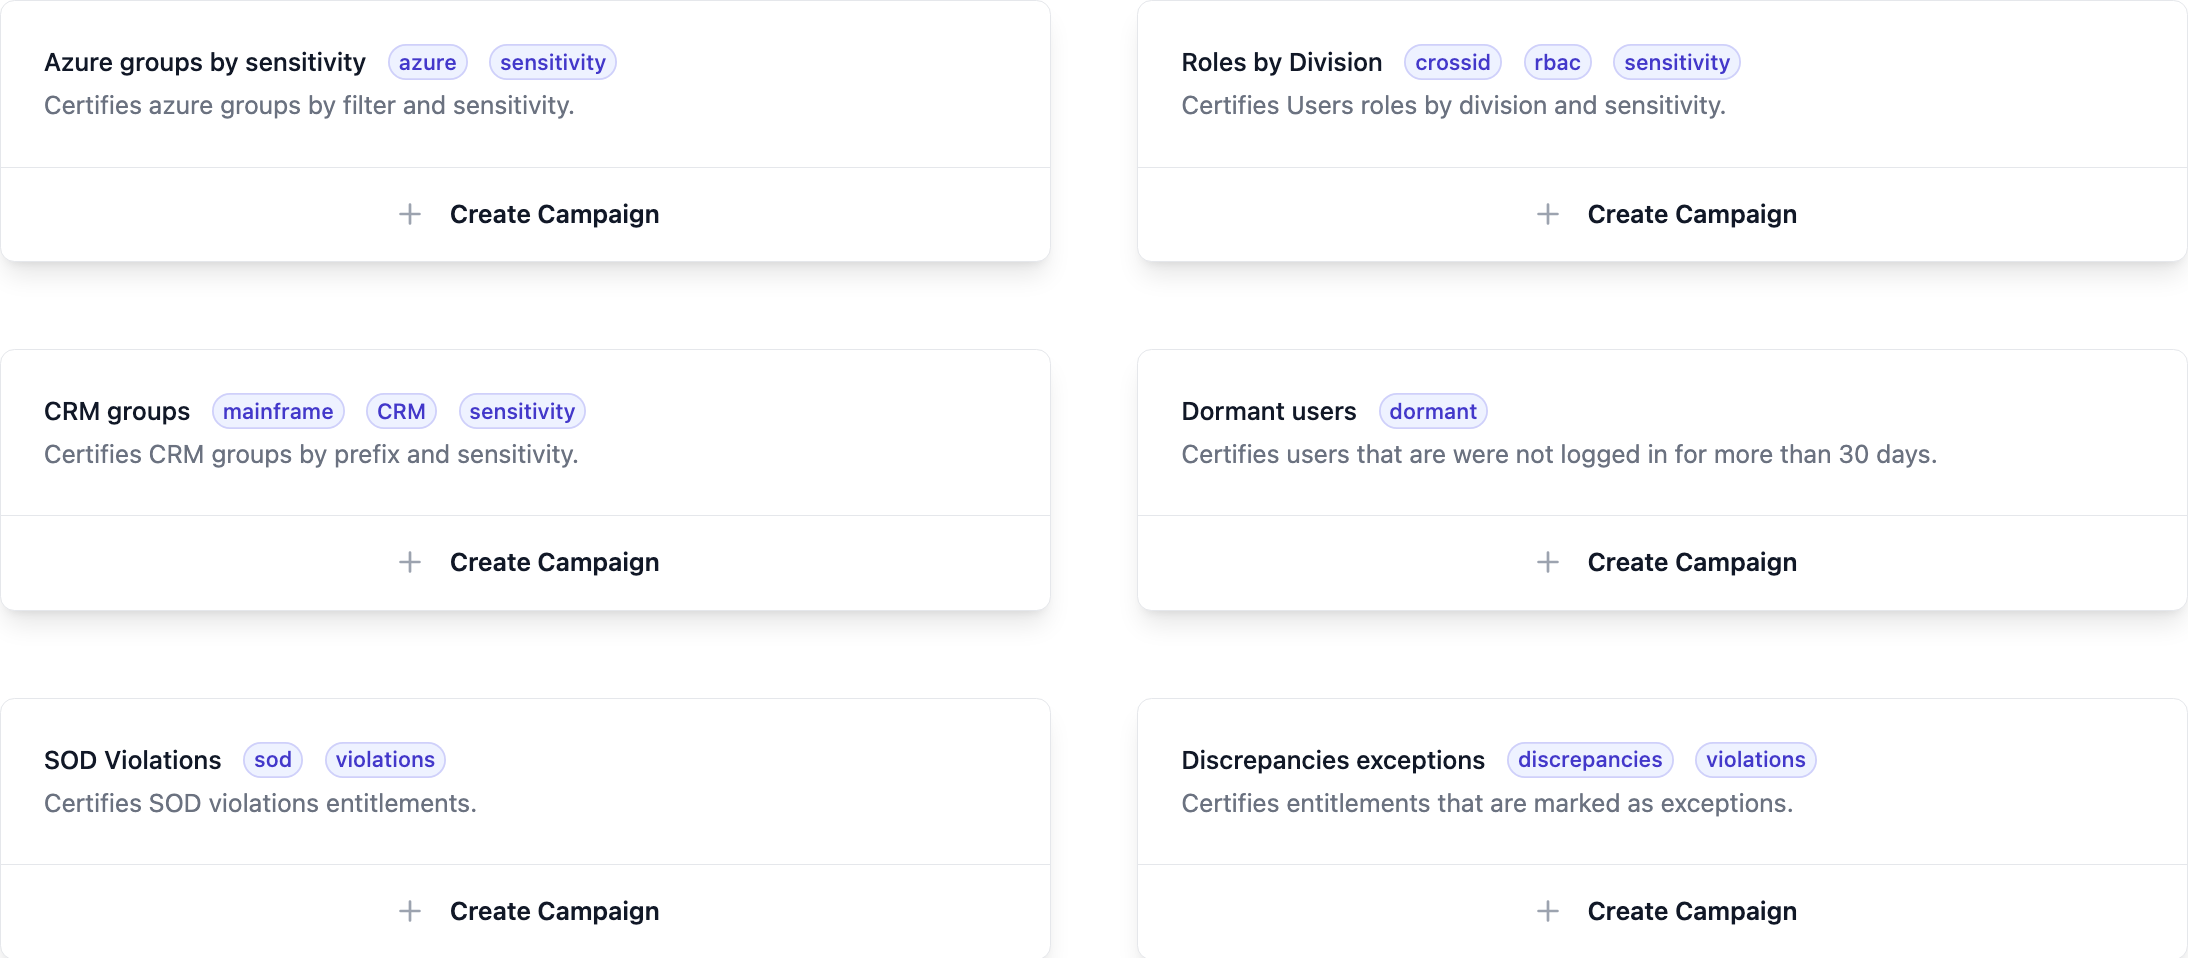 Azure groups by sensitivity azure sensitivity
Certifies azure groups by filter and sensitivity.
Create Campaign
Roles by Division crossid rbac sensitivity
Certifies Users roles by division and sensitivity.
Create Campaign
CRM groups mainframe CRM sensitivity
Certifies CRM groups by prefix and sensitivity.
Create Campaign
Dormant users dormant
Certifies users that are were not logged in for more than 30 days.
Create Campaign
SOD Violations sod violations
Certifies SOD violations entitlements.
Create Campaign
Discrepancies exceptions discrepancies violations
Certifies entitlements that are marked as exceptions.
Create Campaign